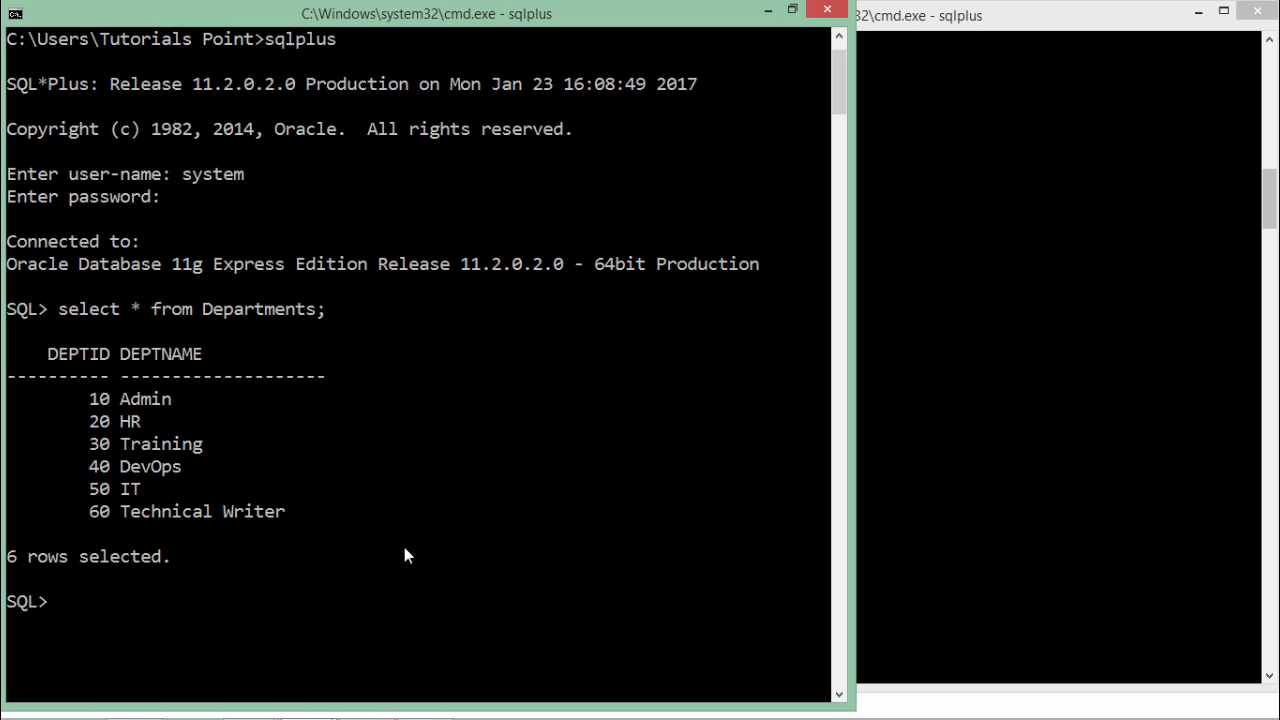 C:\Windows\system32\cmd.exe - sqlplus
32\cmd.exe - sqlplus
C:\Users\Tutorials Point>sqlplus
SQL*Plus: Release 11.2.0.2.0 Production on Mon Jan 23 16:08:49 2017
Copyright (c) 1982, 2014, Oracle.  All rights reserved.
Enter user-name: system
Enter password:
Connected to:
Oracle Database 11g Express Edition Release 11.2.0.2.0 - 64bit Production
SQL> select * from Departments;
DEPTID DEPTNAME
---------- --------------------
10 Admin
20 HR
30 Training
40 DevOps
50 IT
60 Technical Writer
6 rows selected.
SQL>